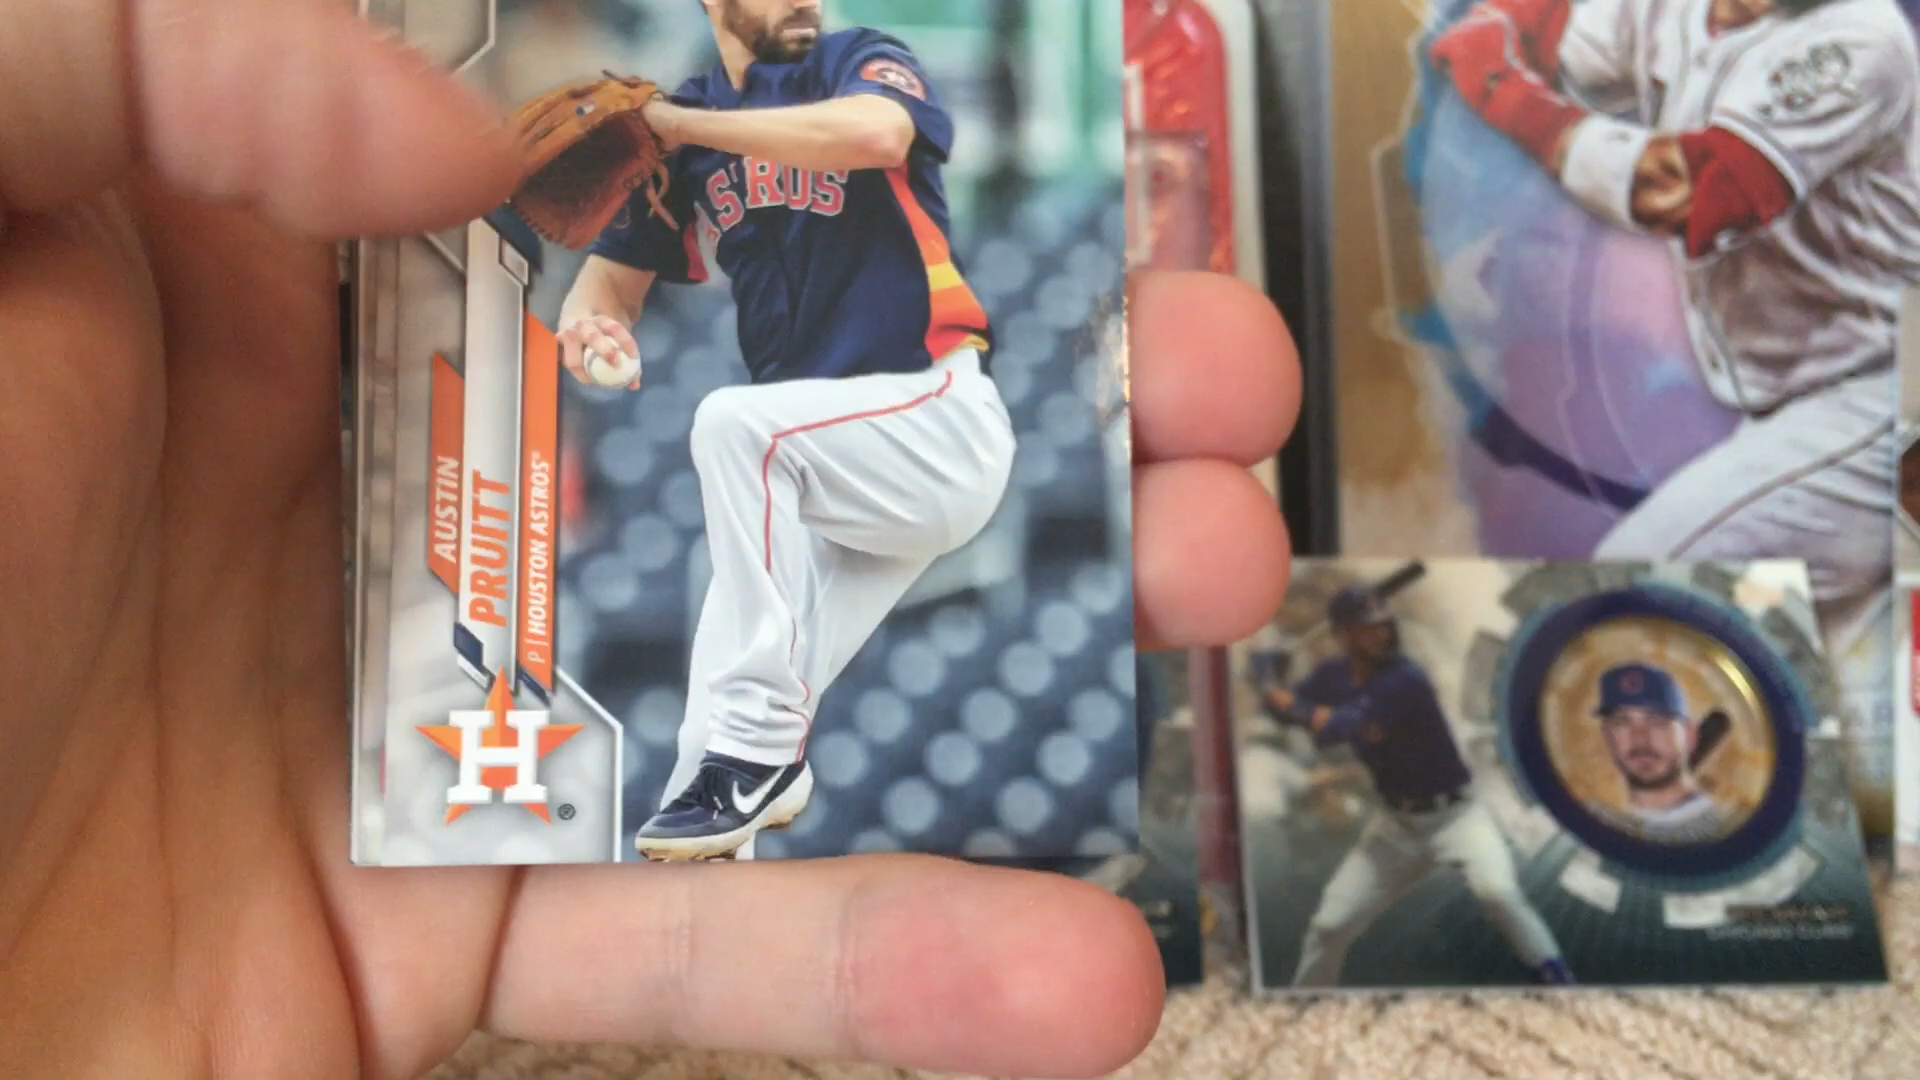 ASTROS
AUSTIN
PRUITT
P | HOUSTON ASTROS®
H
®
C